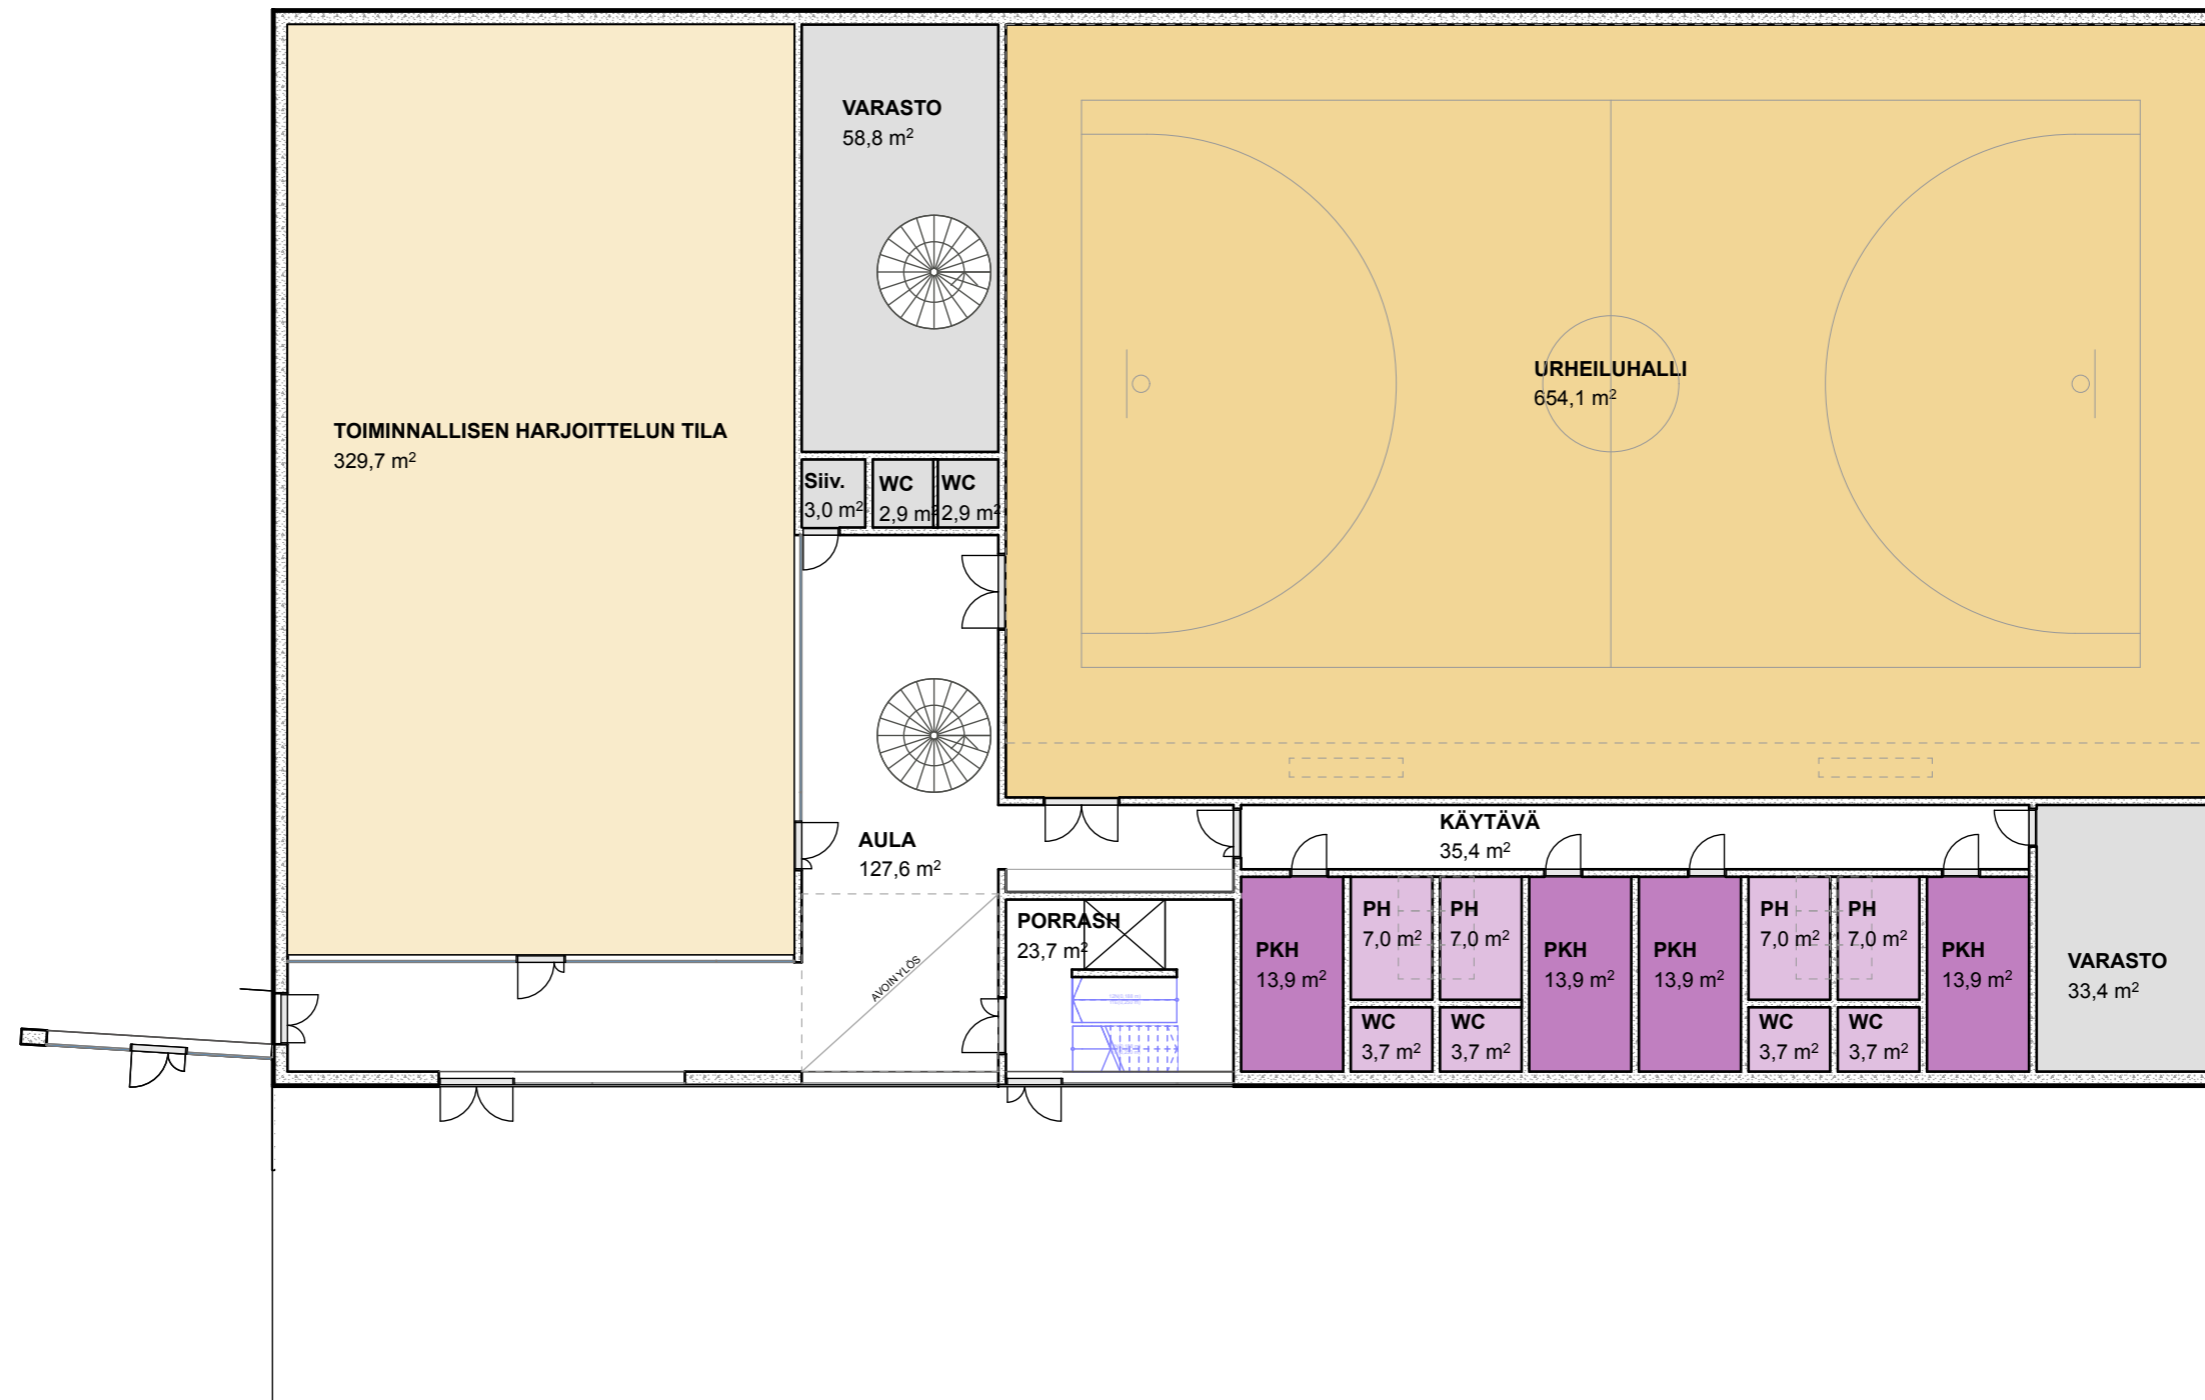 VARASTO
58,8 m²
URHEILUHALLI
654,1 m²
TOIMINNALLISEN HARJOITTELUN TILA
329,7 m²
Siiv.
3,0 m²
WC
2,9 m²
WC
2,9 m²
AULA
127,6 m²
KÄYTÄVÄ
35,4 m²
PORRASH
23,7 m²
AVOIN YLÖS
PKH
13,9 m²
PH
7,0 m²
PH
7,0 m²
PKH
13,9 m²
PKH
13,9 m²
PH
7,0 m²
PH
7,0 m²
PKH
13,9 m²
VARASTO
33,4 m²
WC
3,7 m²
WC
3,7 m²
WC
3,7 m²
WC
3,7 m²